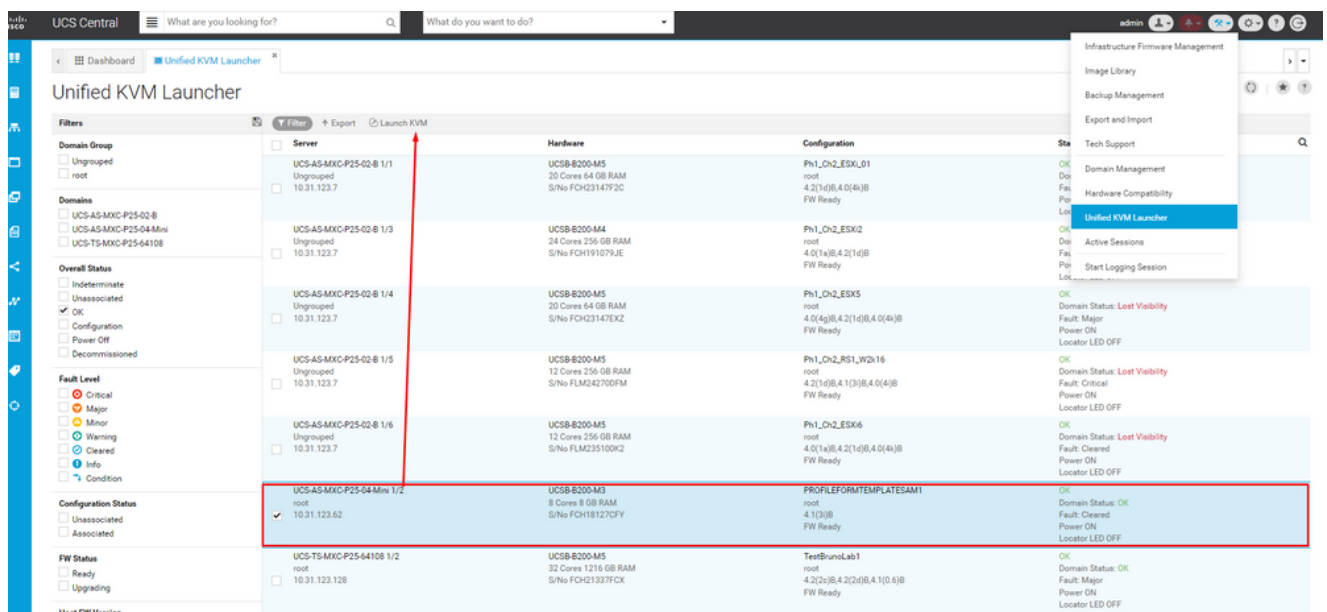 CISCO
UCS Central
What are you looking for?
What do you want to do?
admin
Dashboard
Unified KVM Launcher
Unified KVM Launcher
Infrastructure Firmware Management
Image Library
Backup Management
Export and Import
Tech Support
Domain Management
Hardware Compatibility
Unified KVM Launcher
Active Sessions
Start Logging Session
Filters
Domain Group
Ungrouped
root
Domains
UCS-AS-MXC-P25-02-B
UCS-AS-MXC-P25-04-Mini
UCS-TS-MXC-P25-64108
Overall Status
Indeterminate
Unassociated
OK
Configuration
Power Off
Decommissioned
Fault Level
Critical
Major
Minor
Warning
Cleared
Info
Condition
Configuration Status
Unassociated
Associated
FW Status
Ready
Upgrading
Filter + Export Launch KVM
Server Hardware Configuration Sta
UCS-AS-MXC-P25-02-B 1/1 UCSB-B200-M5 Ph1_Ch2_ESXi_01 OK
Ungrouped 20 Cores 64 GB RAM root Do
10.31.123.7 S/No FCH23147F2C 4.2(1d)B,4.0(4k)B Fau
FW Ready Po
Loc
UCS-AS-MXC-P25-02-B 1/3 UCSB-B200-M4 Ph1_Ch2_ESXi2 OK
Ungrouped 24 Cores 256 GB RAM root Do
10.31.123.7 S/No FCH191079JE 4.0(1a)B,4.2(1d)B Fau
FW Ready Po
Loc
UCS-AS-MXC-P25-02-B 1/4 UCSB-B200-M5 Ph1_Ch2_ESX5 OK
Ungrouped 20 Cores 64 GB RAM root Domain Status: Lost Visibility
10.31.123.7 S/No FCH23147EXZ 4.0(4g)B,4.2(1d)B,4.0(4k)B Fault: Major
FW Ready Power ON
Locator LED OFF
UCS-AS-MXC-P25-02-B 1/5 UCSB-B200-M5 Ph1_Ch2_RS1_W2k16 OK
Ungrouped 12 Cores 256 GB RAM root Domain Status: Lost Visibility
10.31.123.7 S/No FLM24270DFM 4.2(1d)B,4.1(3i)B,4.0(4i)B Fault: Critical
FW Ready Power ON
Locator LED OFF
UCS-AS-MXC-P25-02-B 1/6 UCSB-B200-M5 Ph1_Ch2_ESXi6 OK
Ungrouped 12 Cores 256 GB RAM root Domain Status: Lost Visibility
10.31.123.7 S/No FLM235100K2 4.0(1a)B,4.2(1d)B,4.0(4k)B Fault: Cleared
FW Ready Power ON
Locator LED OFF
UCS-AS-MXC-P25-04-Mini 1/2 UCSB-B200-M3 PROFILEFORMTEMPLATESAM1 OK
root 8 Cores 8 GB RAM root Domain Status: OK
10.31.123.62 S/No FCH18127CFY 4.1(3i)B Fault: Cleared
FW Ready Power ON
Locator LED OFF
UCS-TS-MXC-P25-64108 1/2 UCSB-B200-M5 TestBrunoLab1 OK
root 32 Cores 1216 GB RAM root Domain Status: OK
10.31.123.128 S/No FCH21337FCX 4.2(2c)B,4.2(2d)B,4.1(0.6)B Fault: Major
FW Ready Power ON
Locator LED OFF